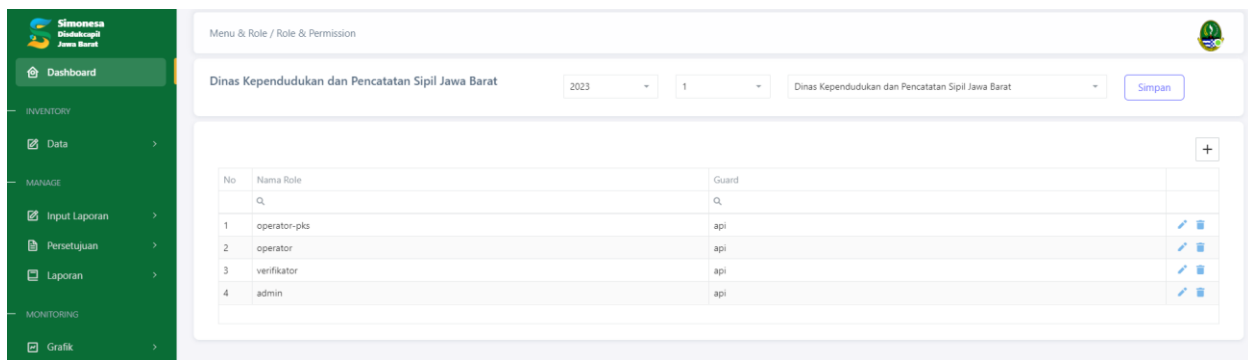 Simonesa
Disdukcapil
Jawa Barat
Menu & Role / Role & Permission
Dashboard
Dinas Kependudukan dan Pencatatan Sipil Jawa Barat 2023 1 Dinas Kependudukan dan Pencatatan Sipil Jawa Barat Simpan
INVENTORY
Data
MANAGE
Input Laporan
Persetujuan
Laporan
MONITORING
Grafik
+
No Nama Role Guard
1 operator-pks api
2 operator api
3 verifikator api
4 admin api